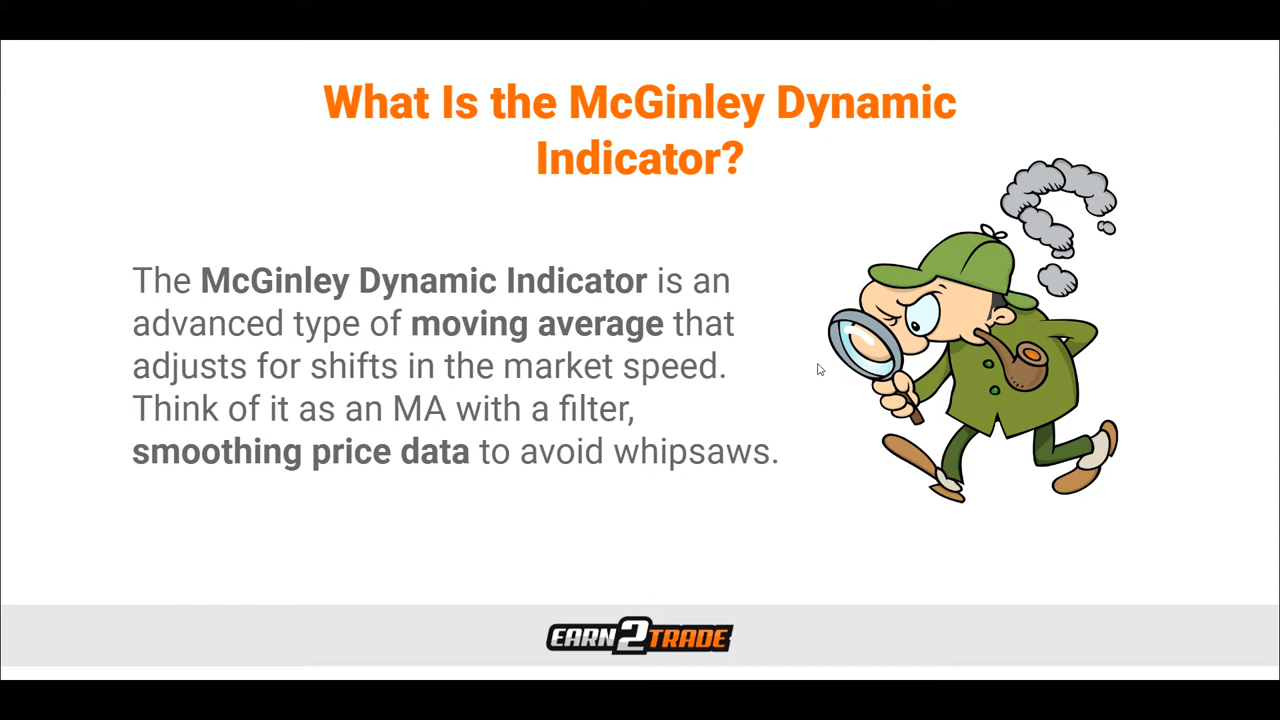 What Is the McGinley Dynamic
Indicator?
The McGinley Dynamic Indicator is an
advanced type of moving average that
adjusts for shifts in the market speed.
Think of it as an MA with a filter,
smoothing price data to avoid whipsaws.
EARN2TRADE